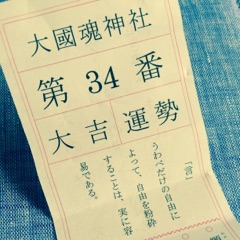 大國魂神社
第34番
大吉運勢
「言」
うわべだけの自由に
よって、自由を粉砕
することは、実に容
易である。